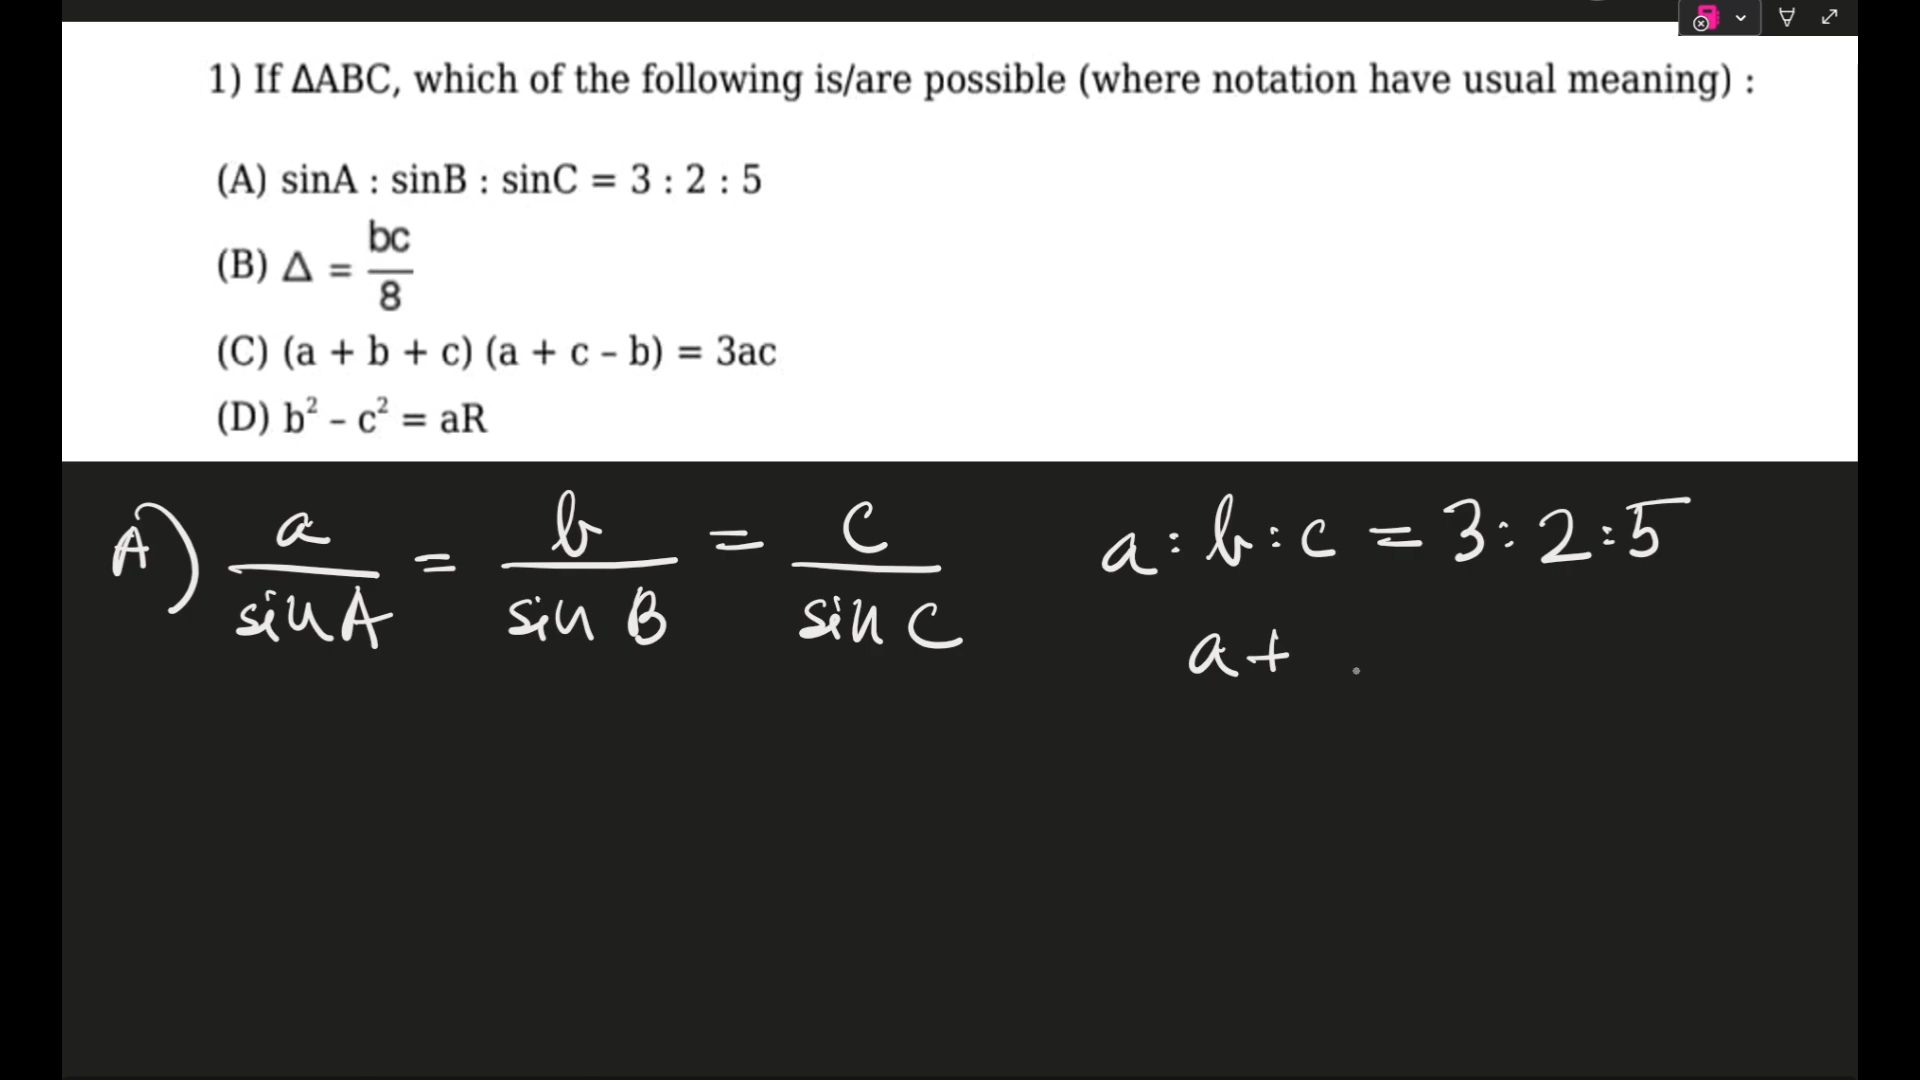 1) If ΔABC, which of the following is/are possible (where notation have usual meaning) :
(A) sinA : sinB : sinC = 3 : 2 : 5
(B) Δ = bc/8
(C) (a + b + c) (a + c – b) = 3ac
(D) b² – c² = aR
A) a/sin A = b/sin B = c/sin C
a : b : c = 3 : 2 : 5
a +